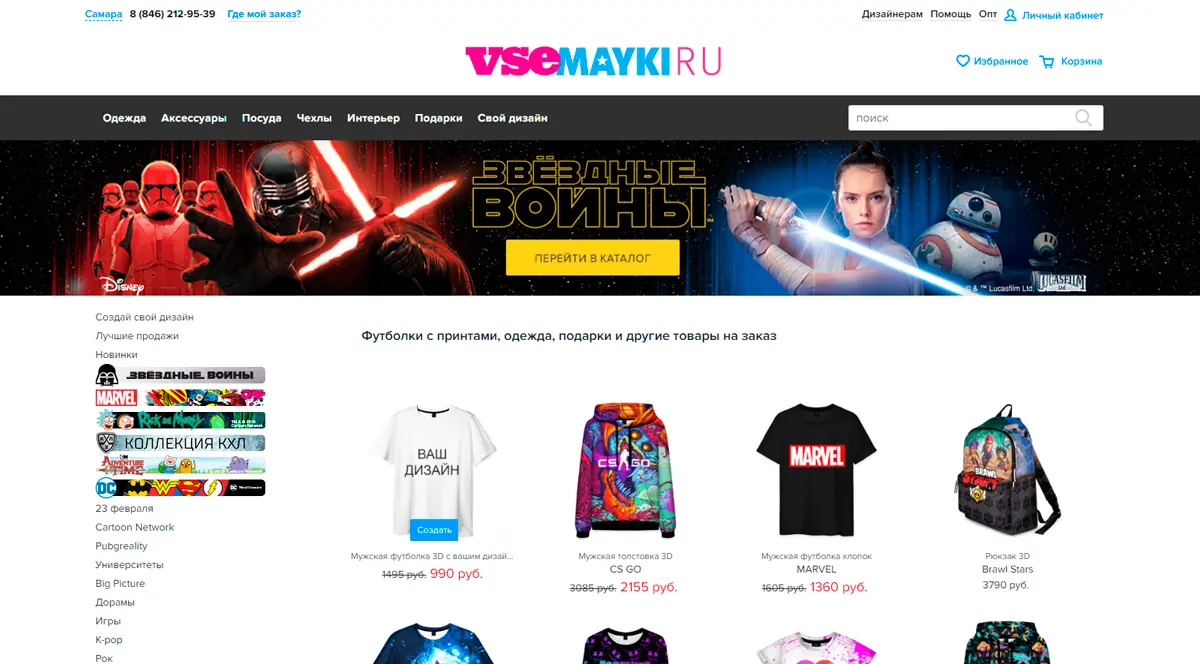 Самара 8 (846) 212-95-39 Где мой заказ?
Дизайнерам Помощь Опт Личный кабинет
VSEMAYKI RU
Избранное Корзина
Одежда Аксессуары Посуда Чехлы Интерьер Подарки Свой дизайн
поиск
ЗВЁЗДНЫЕ
ВОЙНЫ
ПЕРЕЙТИ В КАТАЛОГ
Disney
© & ™ Lucasfilm Ltd.
LUCASFILM
Ltd
Создай свой дизайн
Лучшие продажи
Новинки
ЗВЁЗДНЫЕ ВОЙНЫ
MARVEL
RICK AND MORTY
КОЛЛЕКЦИЯ КХЛ
ADVENTURE TIME
DC
23 февраля
Cartoon Network
Pubgreality
Университеты
Big Picture
Дорамы
Игры
K-pop
Рок
Футболки с принтами, одежда, подарки и другие товары на заказ
ВАШ
ДИЗАЙН
Создать
Мужская футболка 3D с вашим дизай...
1495 руб. 990 руб.
CS GO
Мужская толстовка 3D
CS GO
3085 руб. 2155 руб.
MARVEL
Мужская футболка хлопок
MARVEL
1605 руб. 1360 руб.
BRAWL
Рюкзак 3D
Brawl Stars
3790 руб.